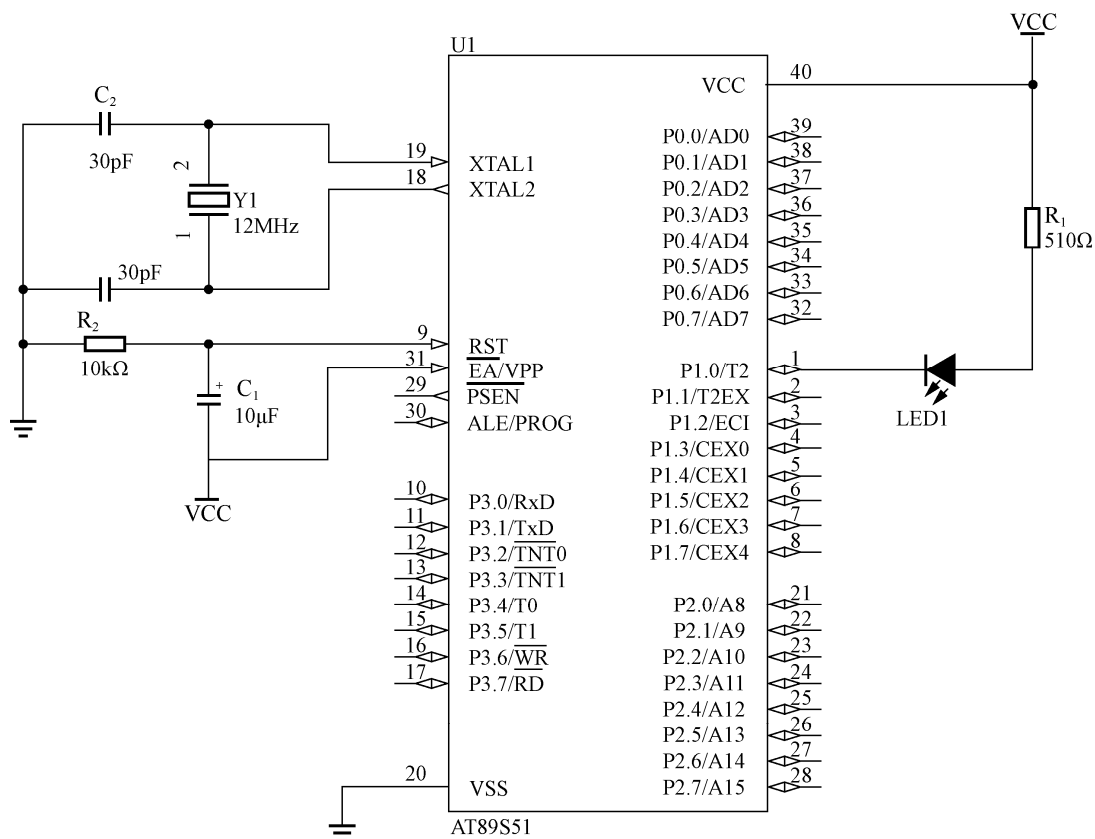 VCC
U1
VCC 40
C₂
30pF
2
Y1
12MHz
1
30pF
R₂
10kΩ
C₁
+
10μF
VCC
19 XTAL1
18 XTAL2
9 RST
31 E̅A̅/VPP
29 P̅S̅E̅N̅
30 ALE/PROG
10 P3.0/RxD
11 P3.1/TxD
12 P3.2/T̅N̅T̅0
13 P3.3/T̅N̅T̅1
14 P3.4/T0
15 P3.5/T1
16 P3.6/W̅R̅
17 P3.7/R̅D̅
20 VSS
P0.0/AD0 39
P0.1/AD1 38
P0.2/AD2 37
P0.3/AD3 36
P0.4/AD4 35
P0.5/AD5 34
P0.6/AD6 33
P0.7/AD7 32
P1.0/T2 1
P1.1/T2EX 2
P1.2/ECI 3
P1.3/CEX0 4
P1.4/CEX1 5
P1.5/CEX2 6
P1.6/CEX3 7
P1.7/CEX4 8
P2.0/A8 21
P2.1/A9 22
P2.2/A10 23
P2.3/A11 24
P2.4/A12 25
P2.5/A13 26
P2.6/A14 27
P2.7/A15 28
R₁
510Ω
LED1
AT89S51